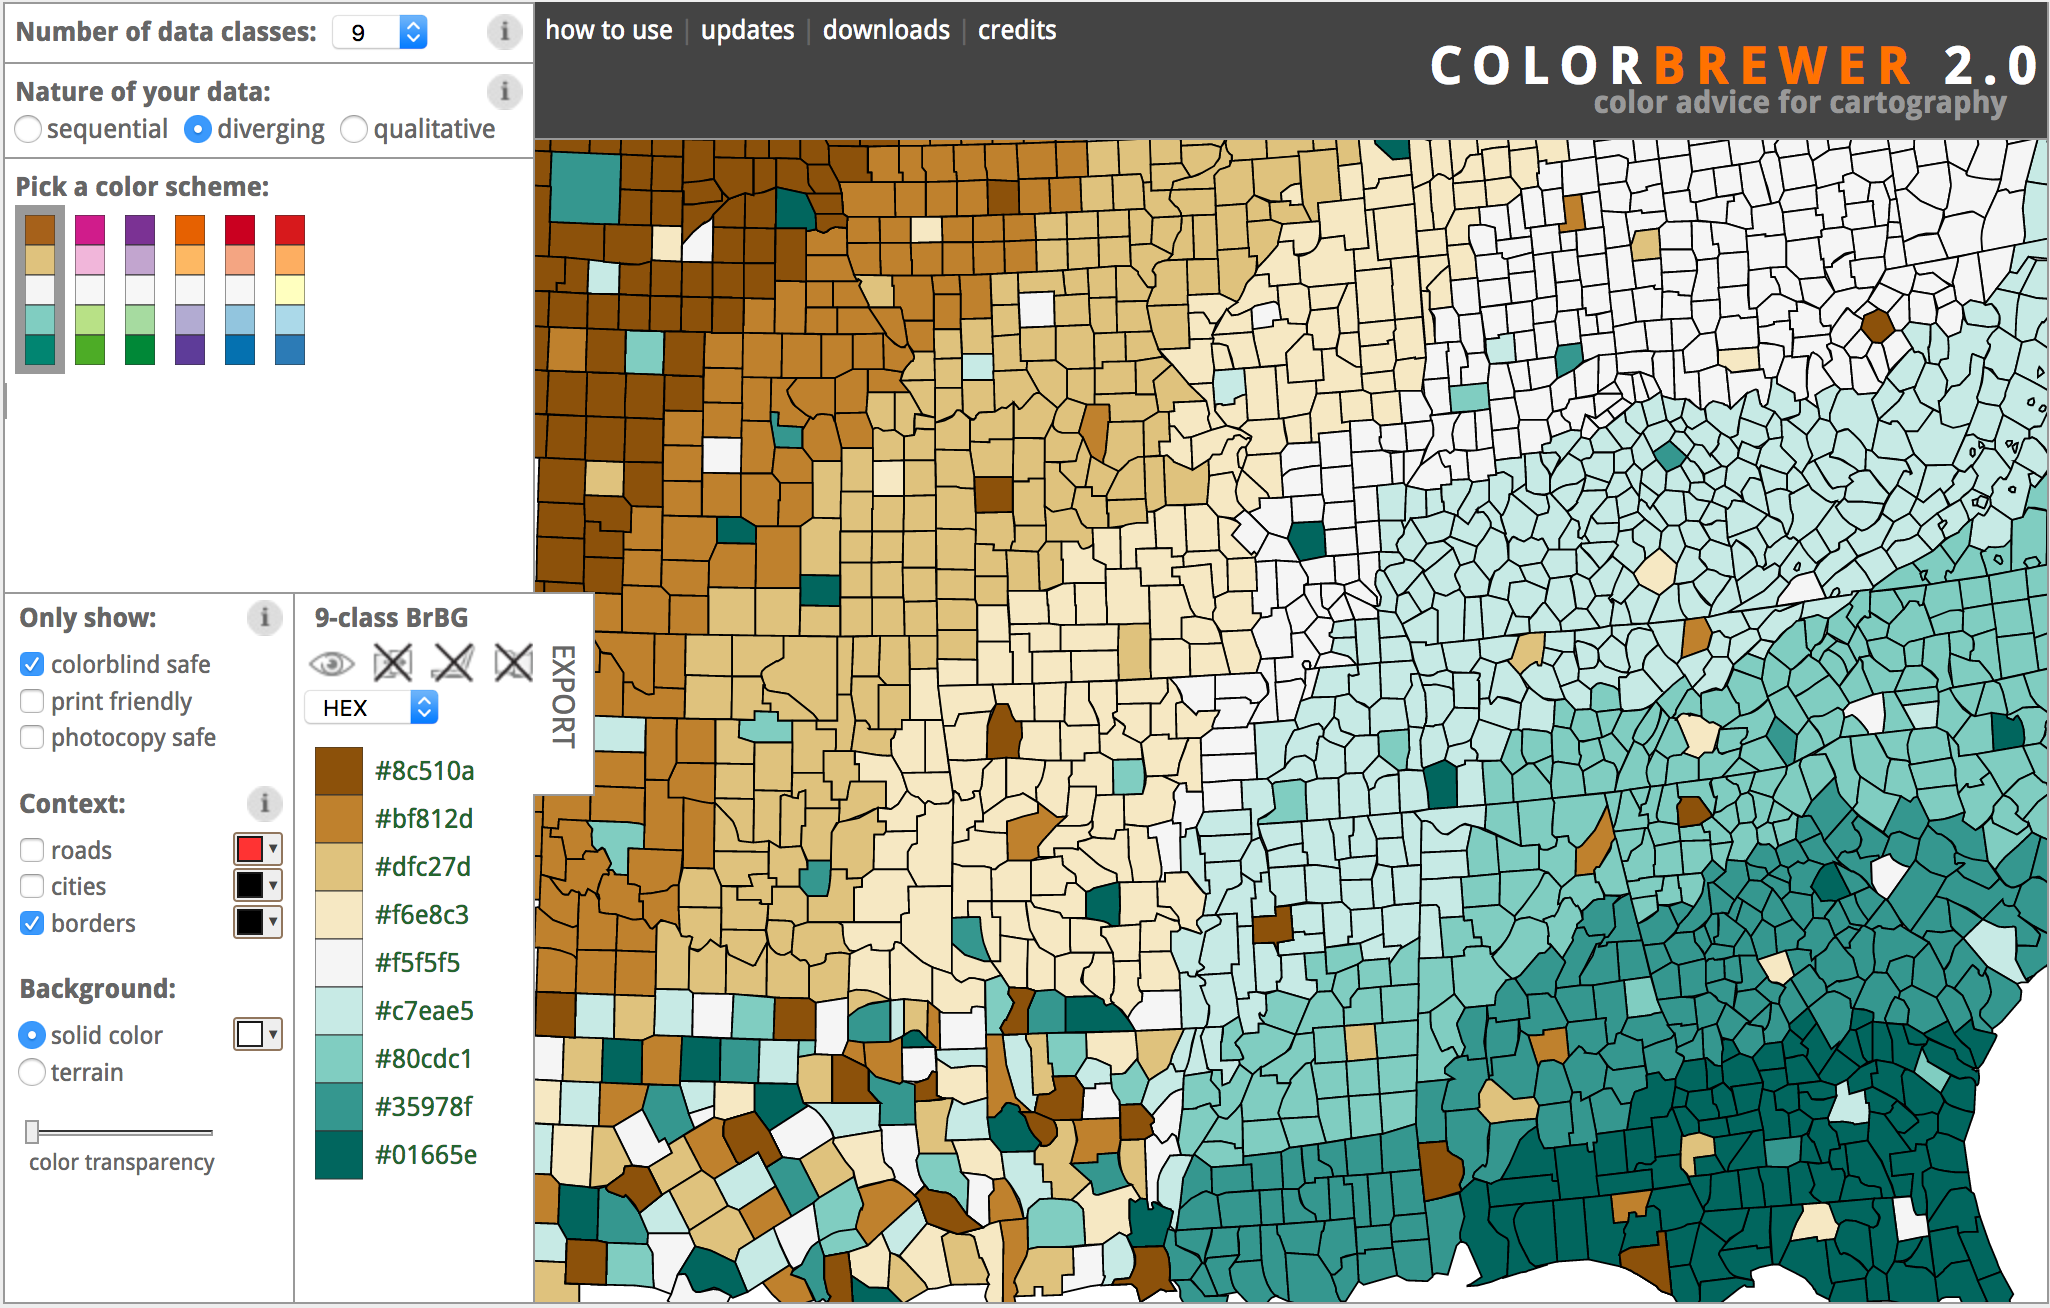 Number of data classes: 9 i
how to use | updates | downloads | credits
COLORBREWER 2.0
color advice for cartography
Nature of your data: i
sequential diverging qualitative
Pick a color scheme:
Only show: i
colorblind safe
print friendly
photocopy safe
Context: i
roads
cities
borders
Background:
solid color
terrain
color transparency
9-class BrBG
EXPORT
HEX
#8c510a
#bf812d
#dfc27d
#f6e8c3
#f5f5f5
#c7eae5
#80cdc1
#35978f
#01665e